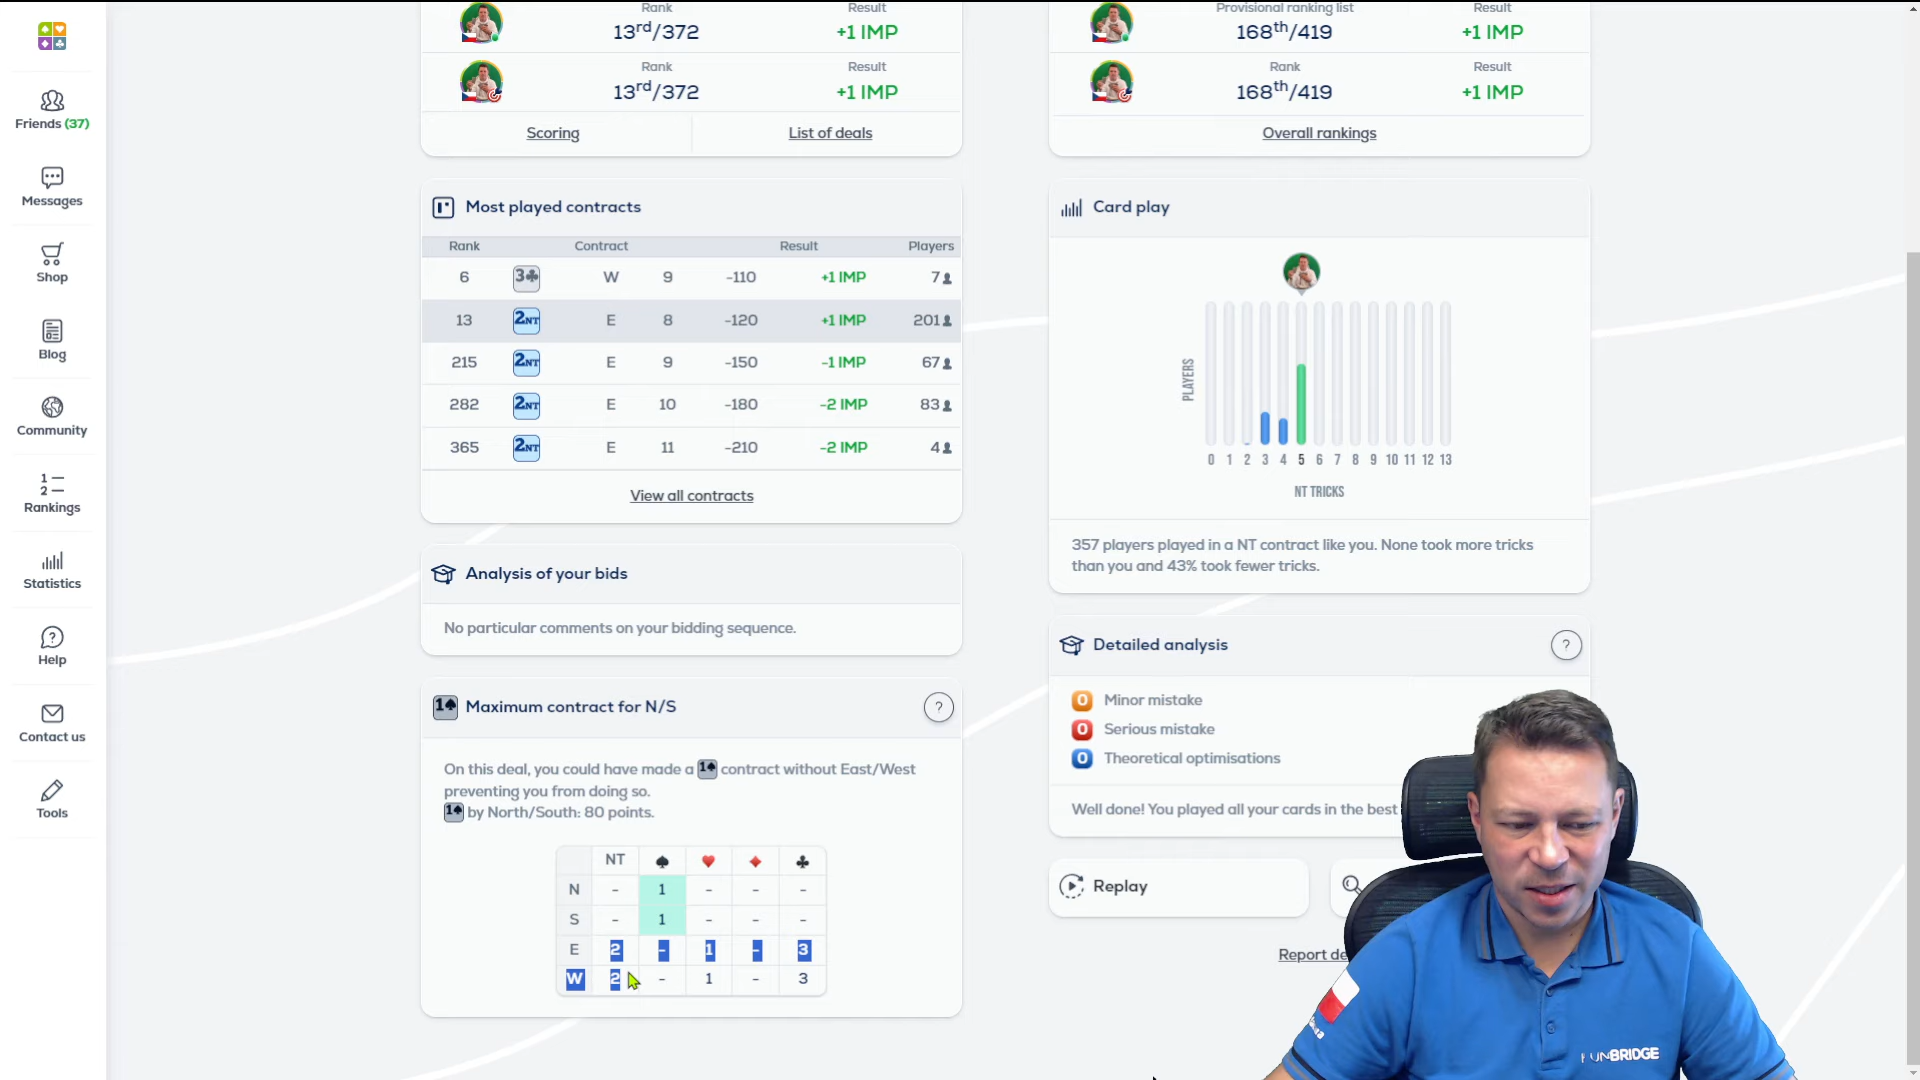 Friends (37)
Messages
Shop
Blog
Community
Rankings
Statistics
Help
Contact us
Tools
Rank Result
13rd/372 +1 IMP
Rank Result
13rd/372 +1 IMP
Scoring List of deals
Provisional ranking list Result
168th/419 +1 IMP
Rank Result
168th/419 +1 IMP
Overall rankings
Most played contracts
Rank Contract Result Players
6 3♣ W 9 -110 +1 IMP 7
13 2NT E 8 -120 +1 IMP 201
215 2NT E 9 -150 -1 IMP 67
282 2NT E 10 -180 -2 IMP 83
365 2NT E 11 -210 -2 IMP 4
View all contracts
Card play
PLAYERS
0 1 2 3 4 5 6 7 8 9 10 11 12 13
NT TRICKS
357 players played in a NT contract like you. None took more tricks
than you and 43% took fewer tricks.
Analysis of your bids
No particular comments on your bidding sequence.
1♠ Maximum contract for N/S ?
On this deal, you could have made a 1♠ contract without East/West
preventing you from doing so.
1♠ by North/South: 80 points.
NT ♠ ♥ ♦ ♣
N - 1 - - -
S - 1 - - -
E 2 - 1 - 3
W 2 - 1 - 3
Detailed analysis ?
0 Minor mistake
0 Serious mistake
0 Theoretical optimisations
Well done! You played all your cards in the best
Replay
Report de
UNBRIDGE